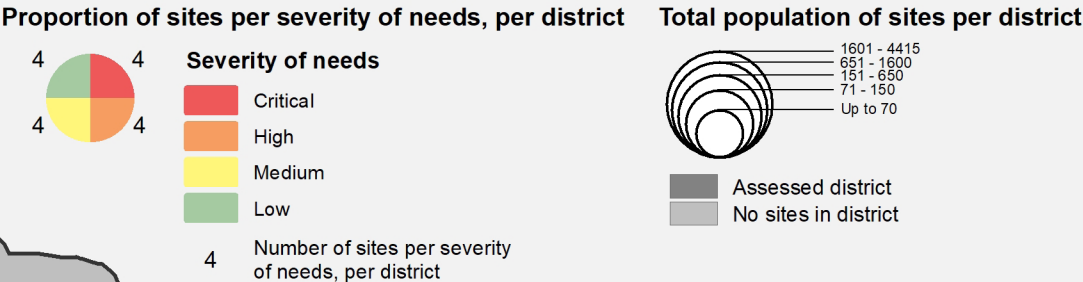 Proportion of sites per severity of needs, per district
4
4
4
4
Severity of needs
Critical
High
Medium
Low
4
Number of sites per severity
of needs, per district
Total population of sites per district
1601 - 4415
651 - 1600
151 - 650
71 - 150
Up to 70
Assessed district
No sites in district